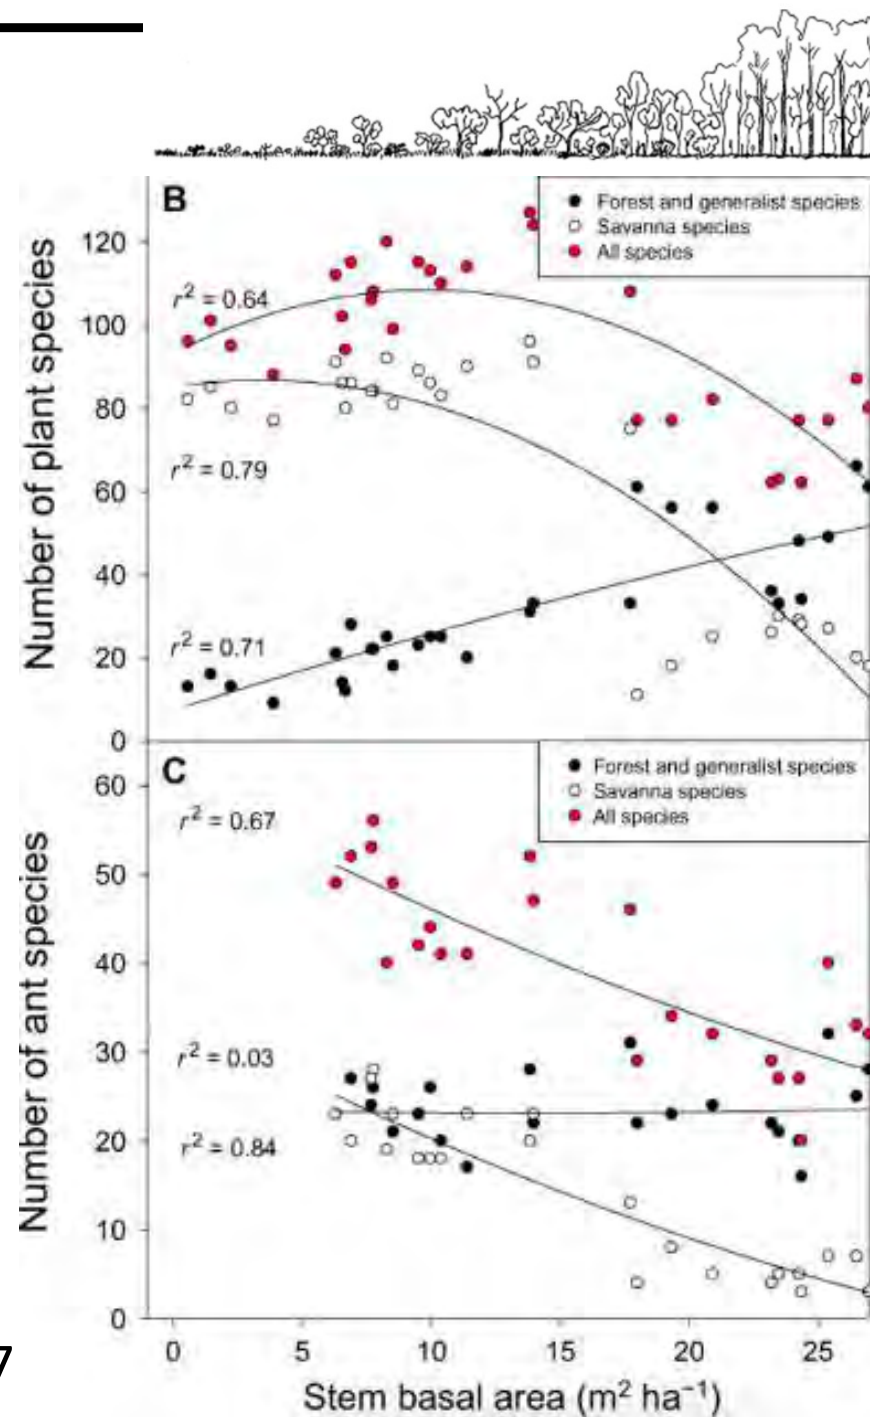 B
Forest and generalist species
Savanna species
All species
Number of plant species
120
100
80
60
40
20
0
r² = 0.64
r² = 0.79
r² = 0.71
C
Forest and generalist species
Savanna species
All species
Number of ant species
60
50
40
30
20
10
0
r² = 0.67
r² = 0.03
r² = 0.84
7
0 5 10 15 20 25
Stem basal area (m² ha⁻¹)